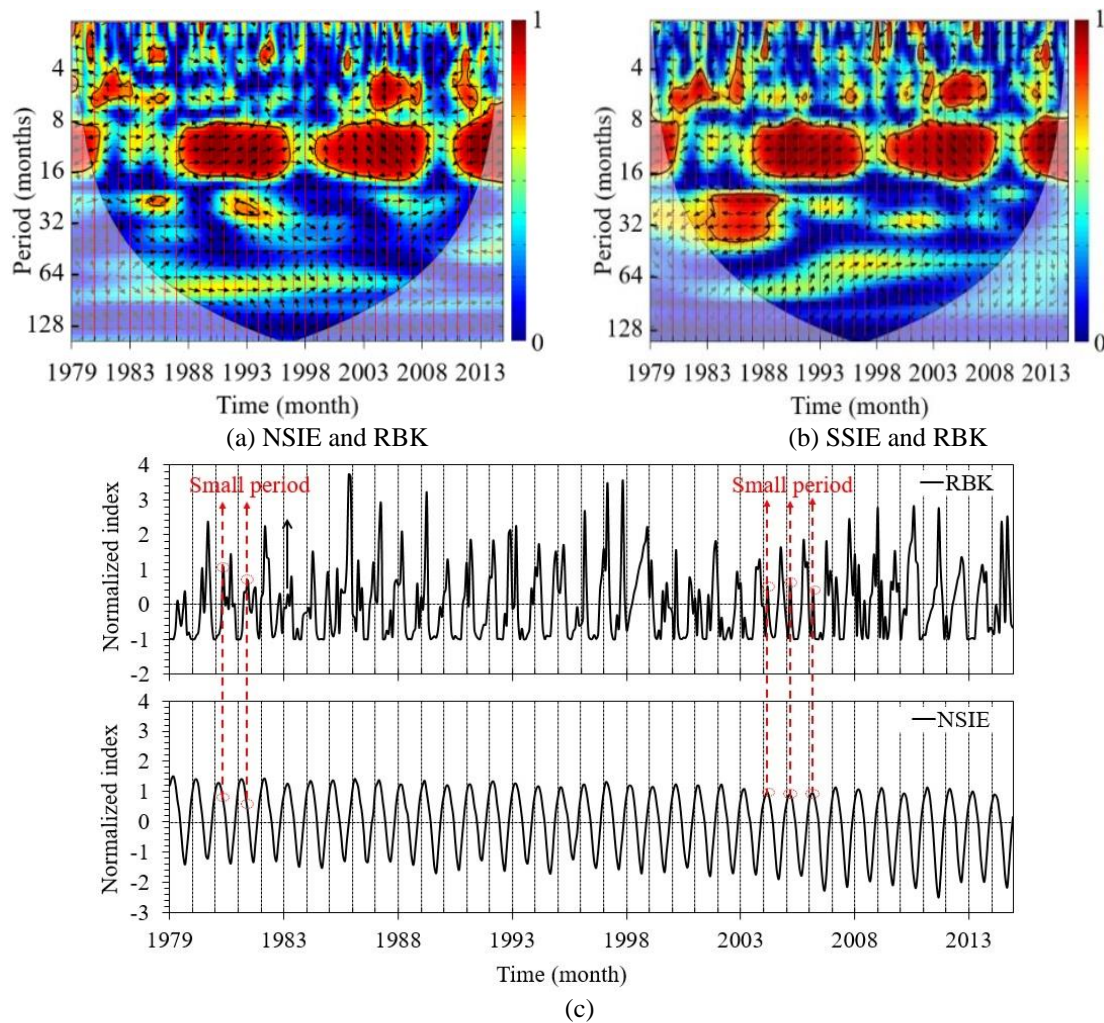 1
1
4
8
16
32
64
128
Period (months)
0
1979 1983 1988 1993 1998 2003 2008 2013
Time (month)
(a) NSIE and RBK
4
8
16
32
64
128
Period (months)
0
1979 1983 1988 1993 1998 2003 2008 2013
Time (month)
(b) SSIE and RBK
4
3
2
1
0
-1
-2
Normalized index
Small period
Small period
RBK
4
3
2
1
0
-1
-2
-3
Normalized index
NSIE
1979 1983 1988 1993 1998 2003 2008 2013
Time (month)
(c)